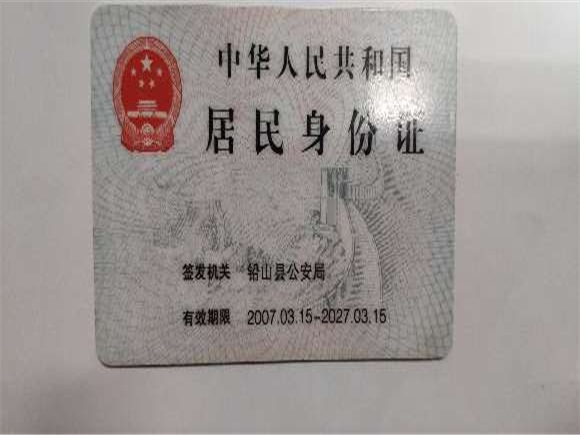 中华人民共和国
居民身份证
签发机关 铅山县公安局
有效期限 2007.03.15-2027.03.15